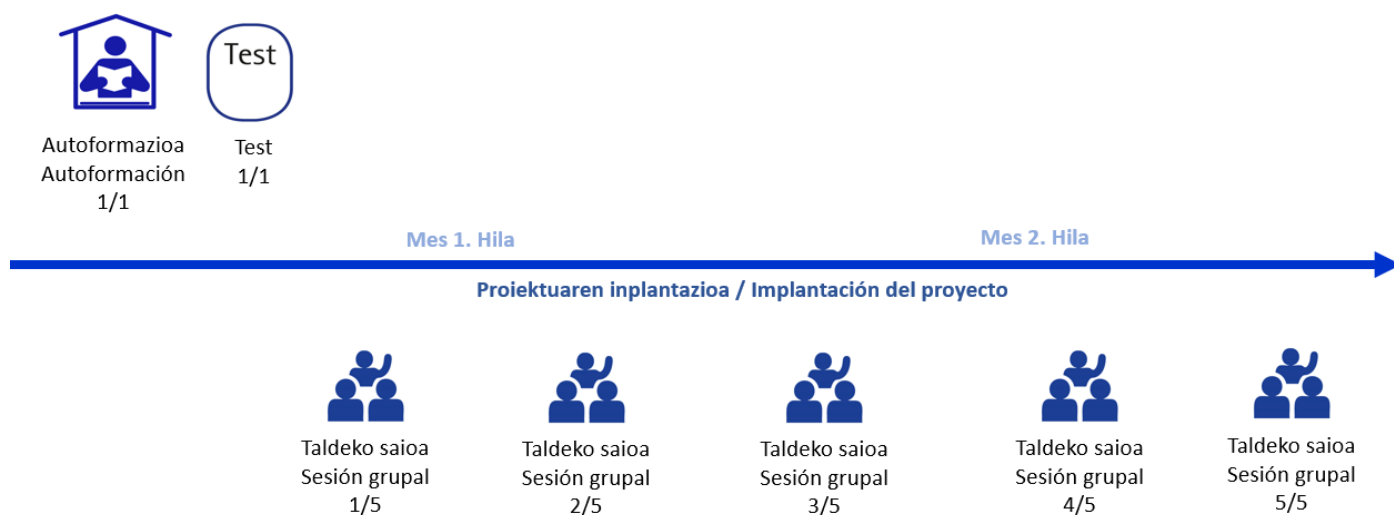 Test
Autoformazioa
Autoformación
1/1
Test
1/1
Mes 1. Hila
Mes 2. Hila
Proiektuaren inplantazioa / Implantación del proyecto
Taldeko saioa
Sesión grupal
1/5
Taldeko saioa
Sesión grupal
2/5
Taldeko saioa
Sesión grupal
3/5
Taldeko saioa
Sesión grupal
4/5
Taldeko saioa
Sesión grupal
5/5